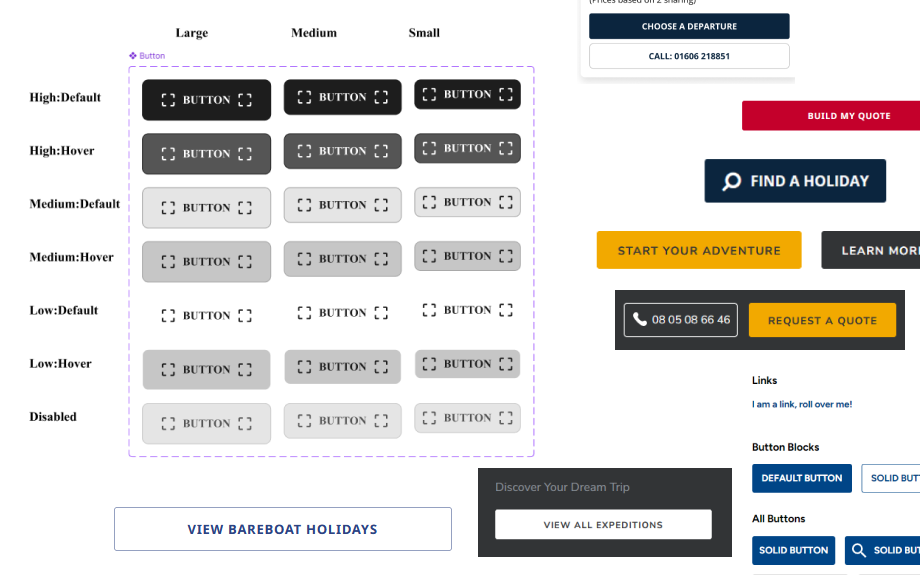 (Prices based on 2 sharing)
Large Medium Small
CHOOSE A DEPARTURE
Button
CALL: 01606 218851
High:Default BUTTON BUTTON BUTTON
BUILD MY QUOTE
High:Hover BUTTON BUTTON BUTTON
FIND A HOLIDAY
Medium:Default BUTTON BUTTON BUTTON
START YOUR ADVENTURE LEARN MORE
Medium:Hover BUTTON BUTTON BUTTON
Low:Default BUTTON BUTTON BUTTON
08 05 08 66 46 REQUEST A QUOTE
Low:Hover BUTTON BUTTON BUTTON
Links
I am a link, roll over me!
Disabled BUTTON BUTTON BUTTON
Button Blocks
DEFAULT BUTTON SOLID BUT
Discover Your Dream Trip
All Buttons
VIEW BAREBOAT HOLIDAYS
VIEW ALL EXPEDITIONS
SOLID BUTTON SOLID BUT